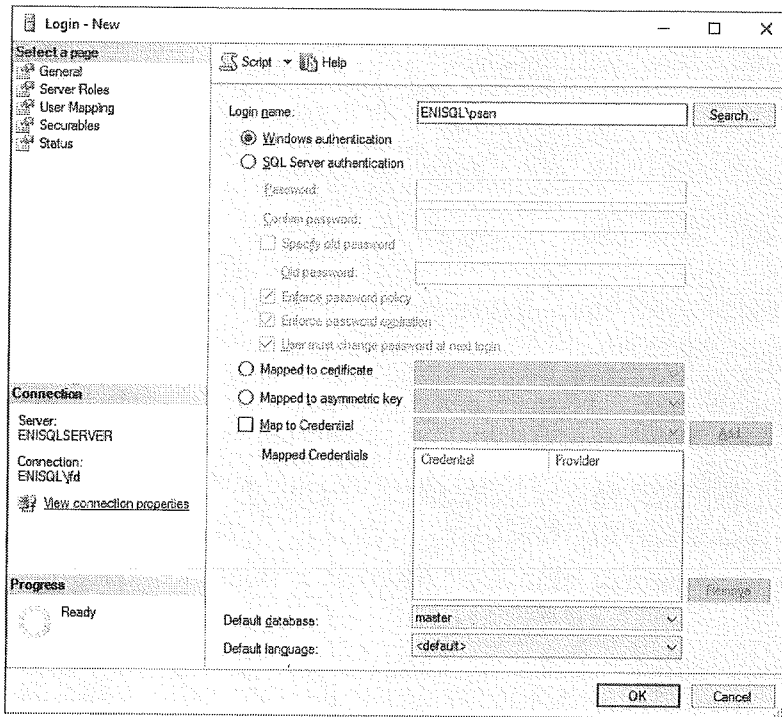 Login - New
Select a page
General
Server Roles
User Mapping
Securables
Status
Script Help
Login name: ENISQL\psan Search...
Windows authentication
SQL Server authentication
Password:
Confirm password:
Specify old password
Old password:
Enforce password policy
Enforce password expiration
User must change password at next login
Mapped to certificate
Mapped to asymmetric key
Map to Credential Add
Mapped Credentials Credential Provider
Connection
Server:
ENISQLSERVER
Connection:
ENISQL\jfd
View connection properties
Progress
Ready
Remove
Default database: master
Default language: <default>
OK Cancel